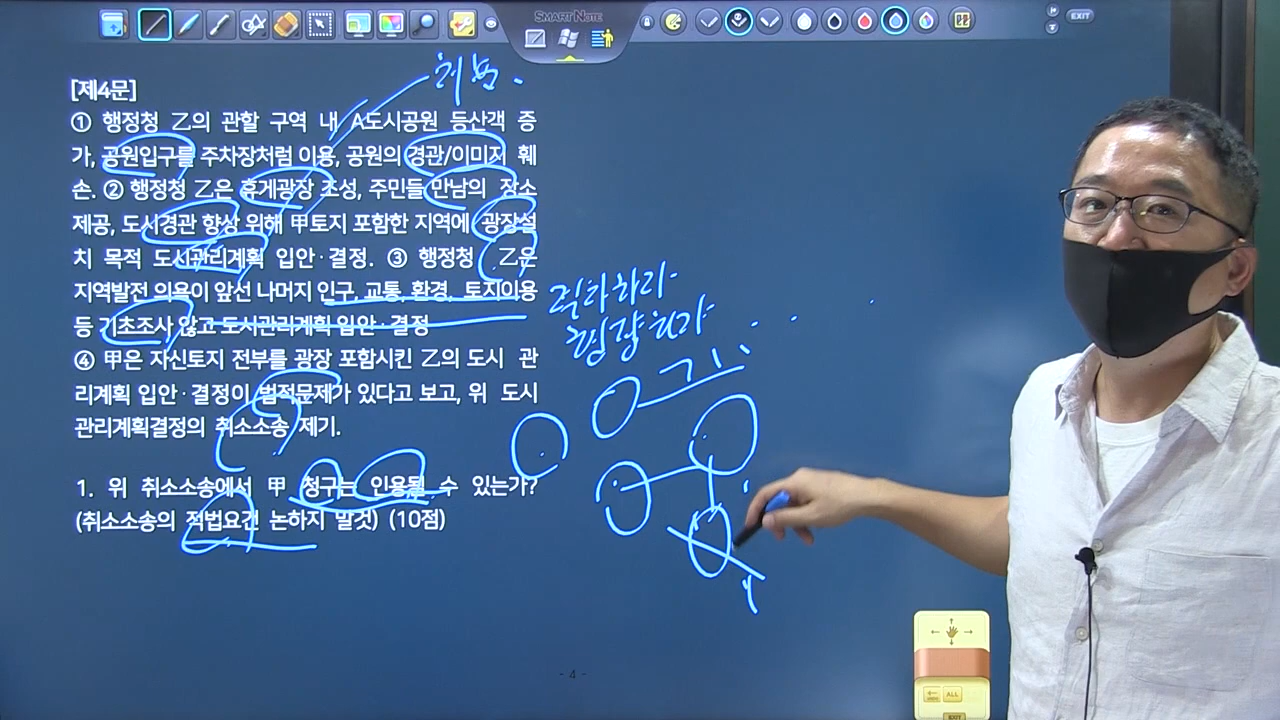 SMART NOTE
EXIT
[제4문]
① 행정청 乙의 관할 구역 내 A도시공원 등산객 증
가, 공원입구를 주차장처럼 이용, 공원의 경관/이미지 훼
손. ② 행정청 乙은 휴게광장 조성, 주민들 만남의 장소
제공, 도시경관 향상 위해 甲토지 포함한 지역에 광장설
치 목적 도시관리계획 입안·결정. ③ 행정청 乙은
지역발전 의욕이 앞선 나머지 인구, 교통, 환경, 토지이용
등 기초조사 않고 도시관리계획 입안·결정
④ 甲은 자신토지 전부를 광장 포함시킨 乙의 도시 관
리계획 입안·결정이 법적문제가 있다고 보고, 위 도시
관리계획결정의 취소소송 제기.
1. 위 취소소송에서 甲 청구는 인용될 수 있는가?
(취소소송의 적법요건 논하지 말것) (10점)
- 4 -
ALL
EXIT